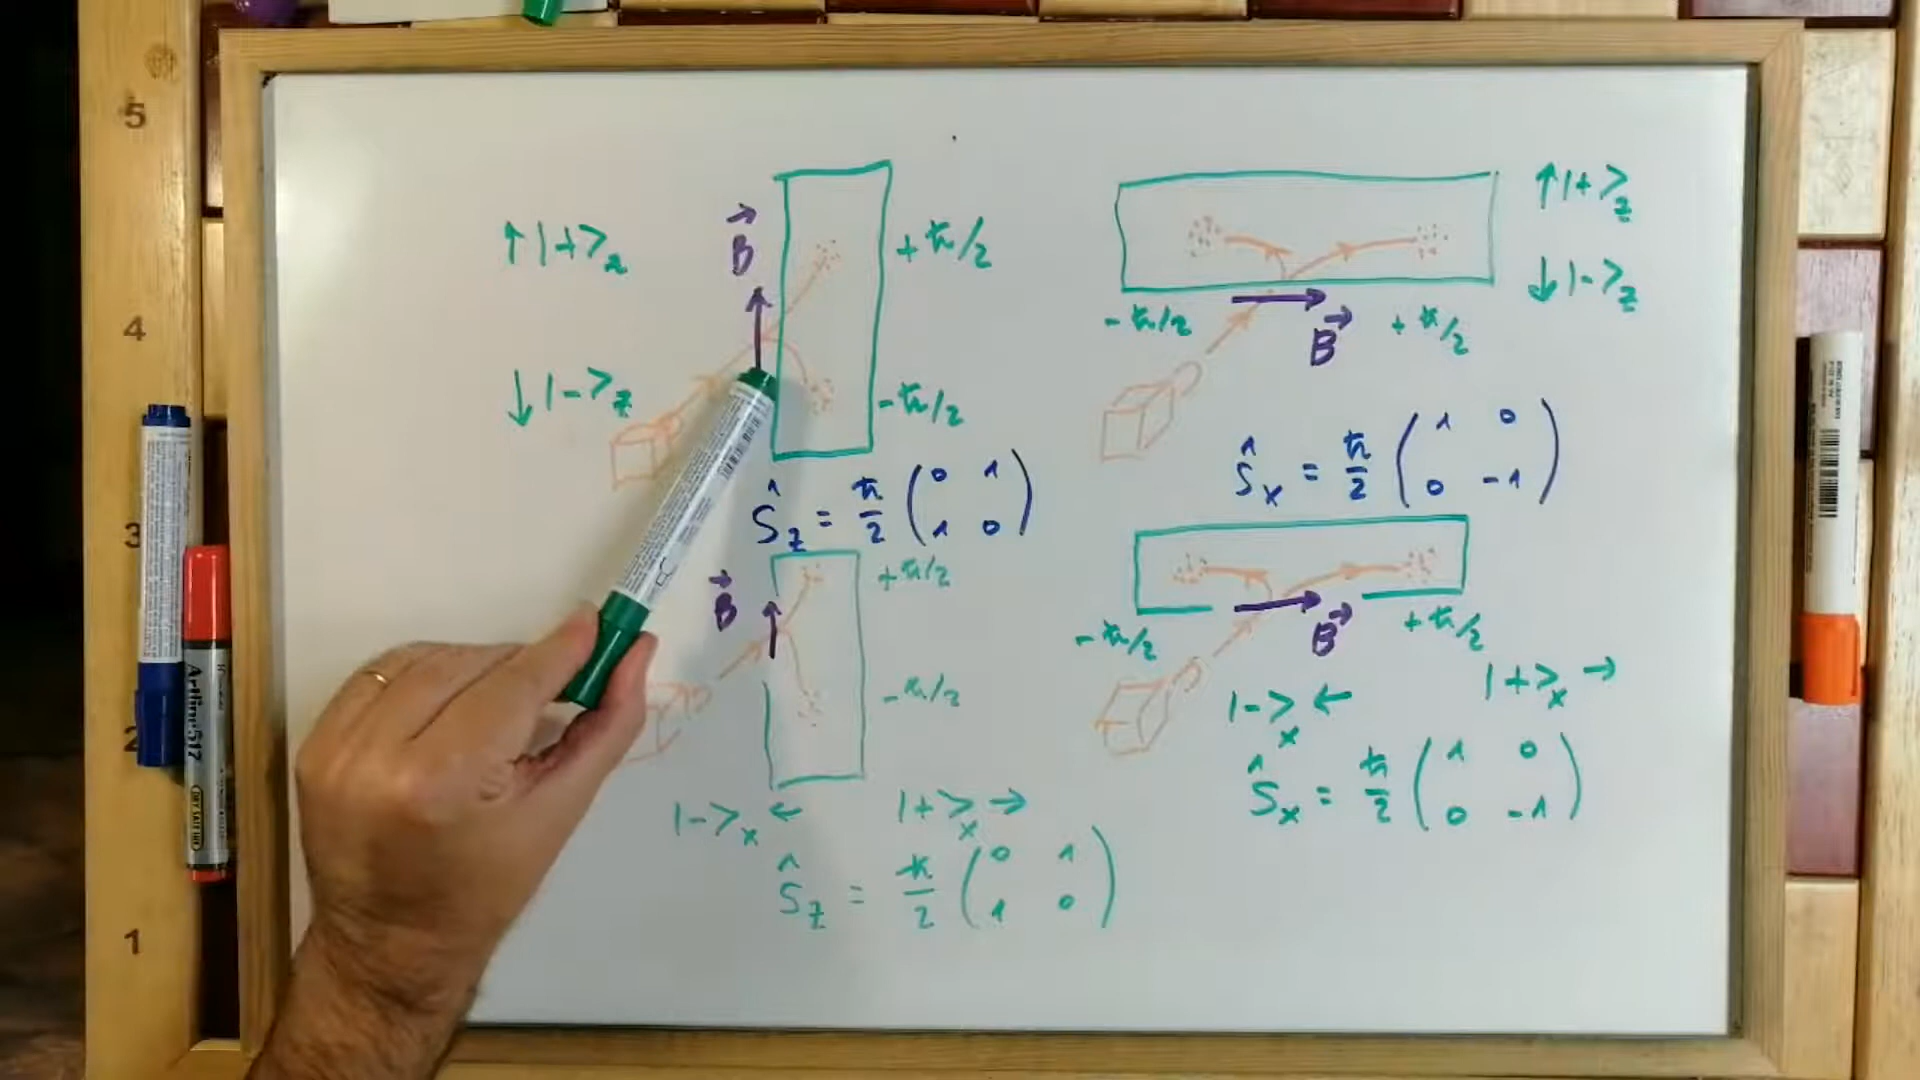 5
4
3
2
1
↑|+>z
B⃗
+ħ/2
↓|->z
-ħ/2
Ŝz = ħ/2 (0 1
1 0)
B⃗
+ħ/2
-ħ/2
|->x ←
|+>x →
Ŝz = ħ/2 (0 1
1 0)
↑|+>z
↓|->z
-ħ/2
B⃗
+ħ/2
Ŝx = ħ/2 (1 0
0 -1)
-ħ/2
B⃗
+ħ/2
|->x ←
|+>x →
Ŝx = ħ/2 (1 0
0 -1)
Artline 517